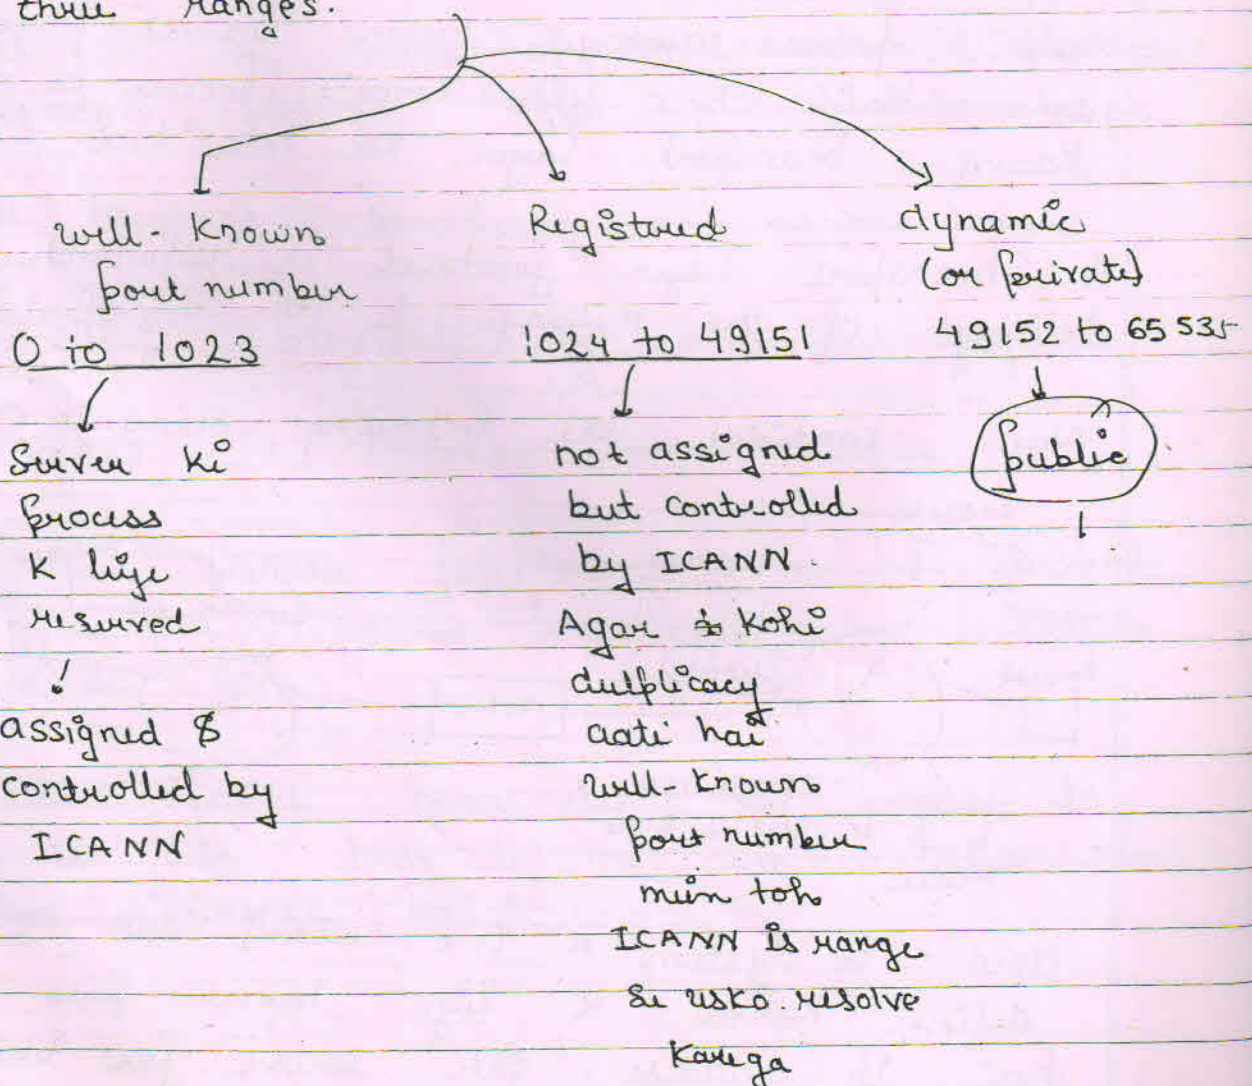 three ranges.
well-known
port number
0 to 1023
Server ki
process
k liye
reserved
assigned &
controlled by
ICANN
Registered
1024 to 49151
not assigned
but controlled
by ICANN.
Agar kohi
dulplicacy
aati hai
well-known
port number
mein toh
ICANN is range
se usko resolve
karega
dynamic
(or private)
49152 to 65535
public